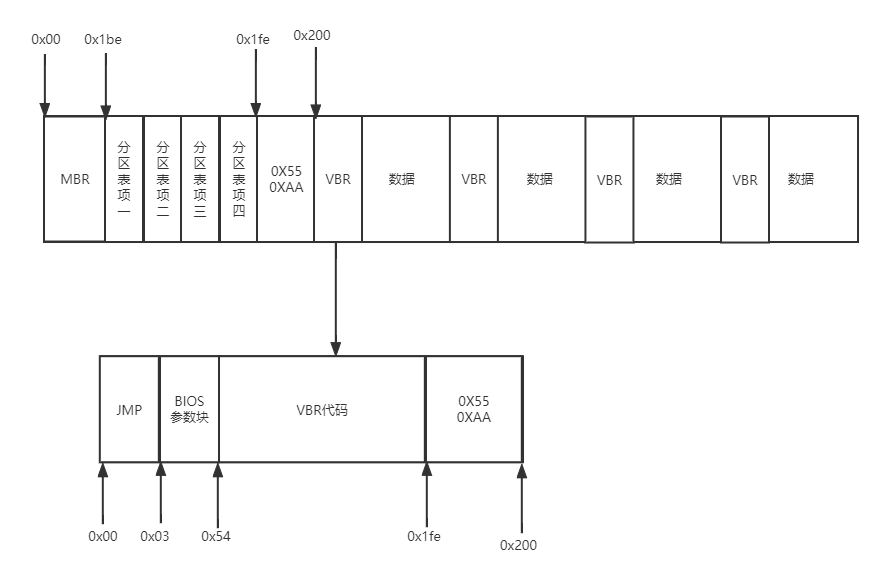 0x00
0x1be
0x1fe
0x200
MBR
分区表项一
分区表项二
分区表项三
分区表项四
0X55
0XAA
VBR
数据
VBR
数据
VBR
数据
VBR
数据
JMP
BIOS
参数块
VBR代码
0X55
0XAA
0x00
0x03
0x54
0x1fe
0x200